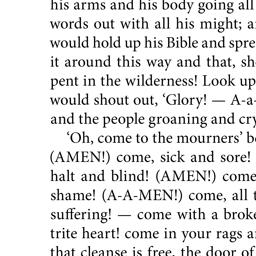 his arms and his body going all
words out with all his might; a
would hold up his Bible and spre
it around this way and that, sh
pent in the wilderness! Look up
would shout out, ‘Glory! — A-a-
and the people groaning and cry
‘Oh, come to the mourners’ b
(AMEN!) come, sick and sore!
halt and blind! (AMEN!) come
shame! (A-A-MEN!) come, all t
suffering! — come with a broke
trite heart! come in your rags a
that cleanse is free, the door of